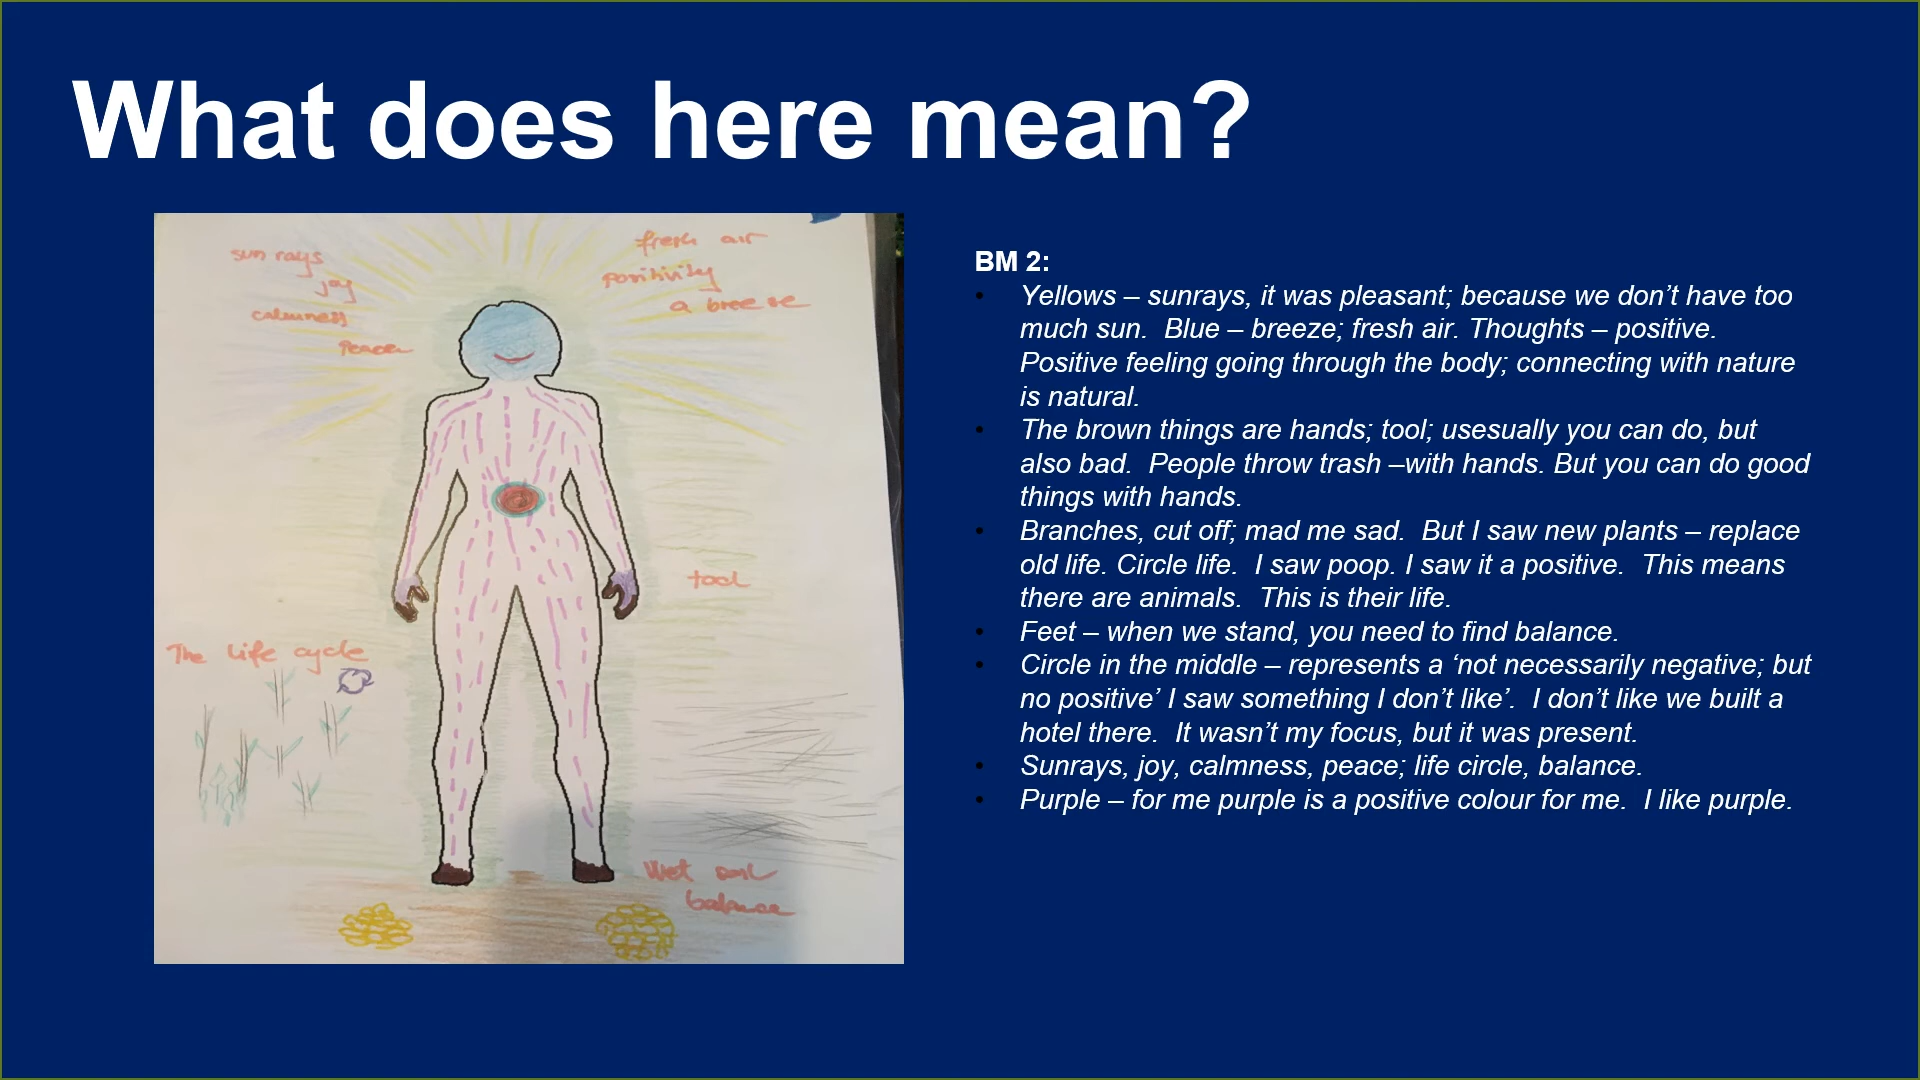 What does here mean?
sun rays
joy
calmness
Peace
fresh air
positivity
a breeze
tool
The life cycle
Wet soil
balance
BM 2:
• Yellows – sunrays, it was pleasant; because we don’t have too
much sun.  Blue – breeze; fresh air. Thoughts – positive.
Positive feeling going through the body; connecting with nature
is natural.
• The brown things are hands; tool; usesually you can do, but
also bad.  People throw trash –with hands. But you can do good
things with hands.
• Branches, cut off; mad me sad.  But I saw new plants – replace
old life. Circle life.  I saw poop. I saw it a positive.  This means
there are animals.  This is their life.
• Feet – when we stand, you need to find balance.
• Circle in the middle – represents a ‘not necessarily negative; but
no positive’ I saw something I don’t like’.  I don’t like we built a
hotel there.  It wasn’t my focus, but it was present.
• Sunrays, joy, calmness, peace; life circle, balance.
• Purple – for me purple is a positive colour for me.  I like purple.